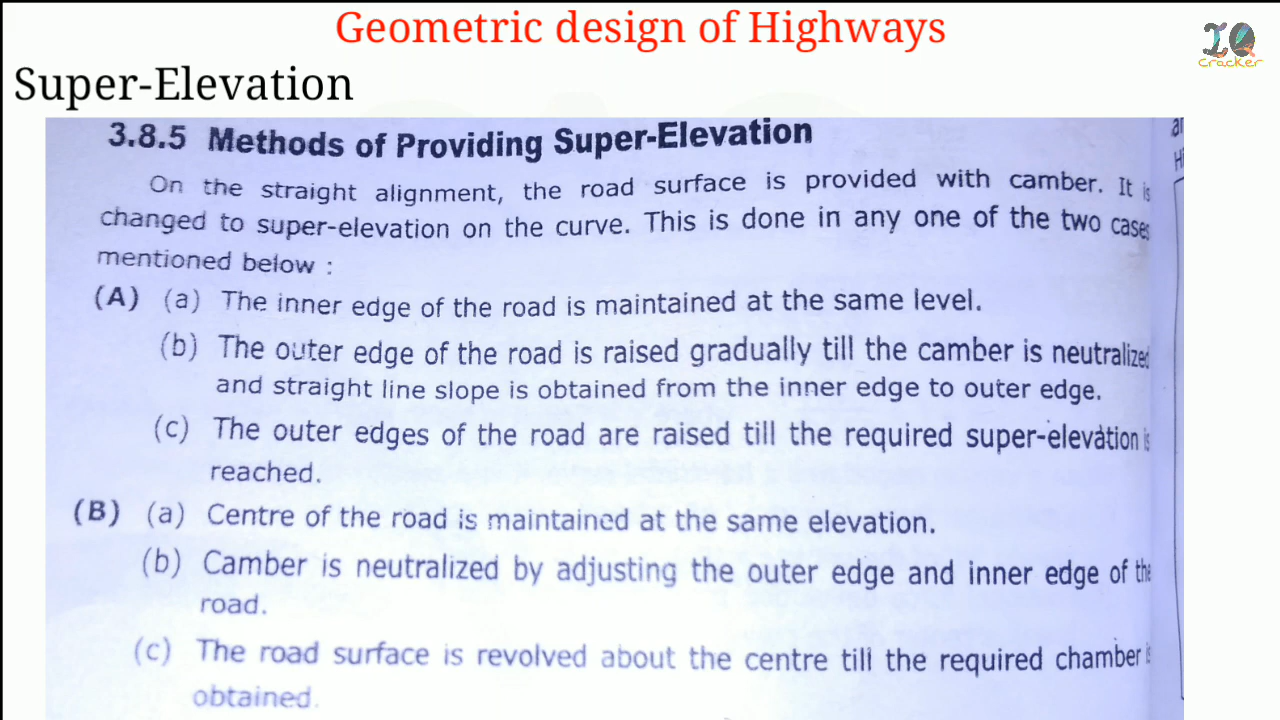 Geometric design of Highways
IQ
cracker
Super-Elevation
3.8.5 Methods of Providing Super-Elevation
On the straight alignment, the road surface is provided with camber. It is
changed to super-elevation on the curve. This is done in any one of the two cases
mentioned below :
(A) (a) The inner edge of the road is maintained at the same level.
(b) The outer edge of the road is raised gradually till the camber is neutralized
and straight line slope is obtained from the inner edge to outer edge.
(c) The outer edges of the road are raised till the required super-elevation is
reached.
(B) (a) Centre of the road is maintained at the same elevation.
(b) Camber is neutralized by adjusting the outer edge and inner edge of the
road.
(c) The road surface is revolved about the centre till the required chamber is
obtained.